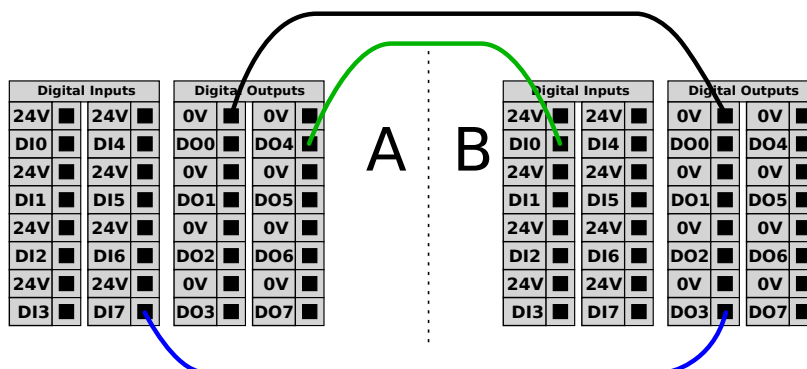 Digital Inputs Digital Outputs Digital Inputs Digital Outputs
24V 24V 0V 0V 24V 24V 0V 0V
DI0 DI4 DO0 DO4 A B DI0 DI4 DO0 DO4
24V 24V 0V 0V 24V 24V 0V 0V
DI1 DI5 DO1 DO5 DI1 DI5 DO1 DO5
24V 24V 0V 0V 24V 24V 0V 0V
DI2 DI6 DO2 DO6 DI2 DI6 DO2 DO6
24V 24V 0V 0V 24V 24V 0V 0V
DI3 DI7 DO3 DO7 DI3 DI7 DO3 DO7